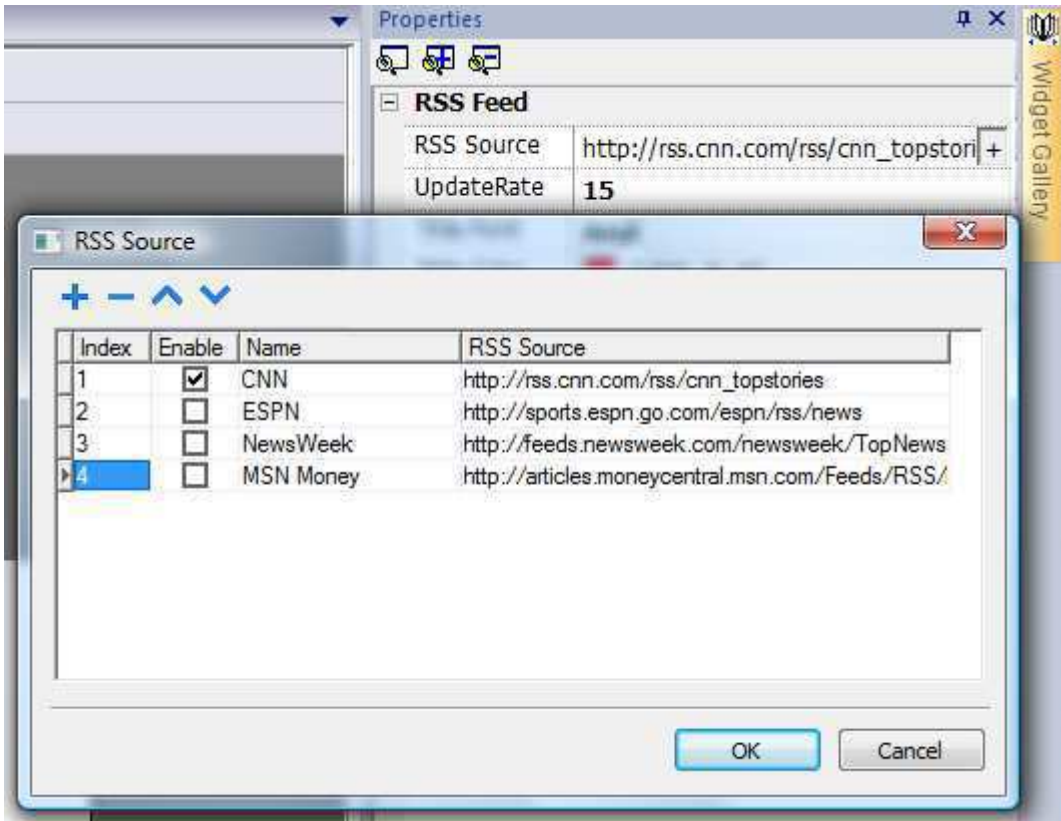 Properties
Widget Gallery
RSS Feed
RSS Source http://rss.cnn.com/rss/cnn_topstori +
UpdateRate 15
RSS Source
Index Enable Name RSS Source
1 CNN http://rss.cnn.com/rss/cnn_topstories
2 ESPN http://sports.espn.go.com/espn/rss/news
3 NewsWeek http://feeds.newsweek.com/newsweek/TopNews
4 MSN Money http://articles.moneycentral.msn.com/Feeds/RSS/
OK Cancel